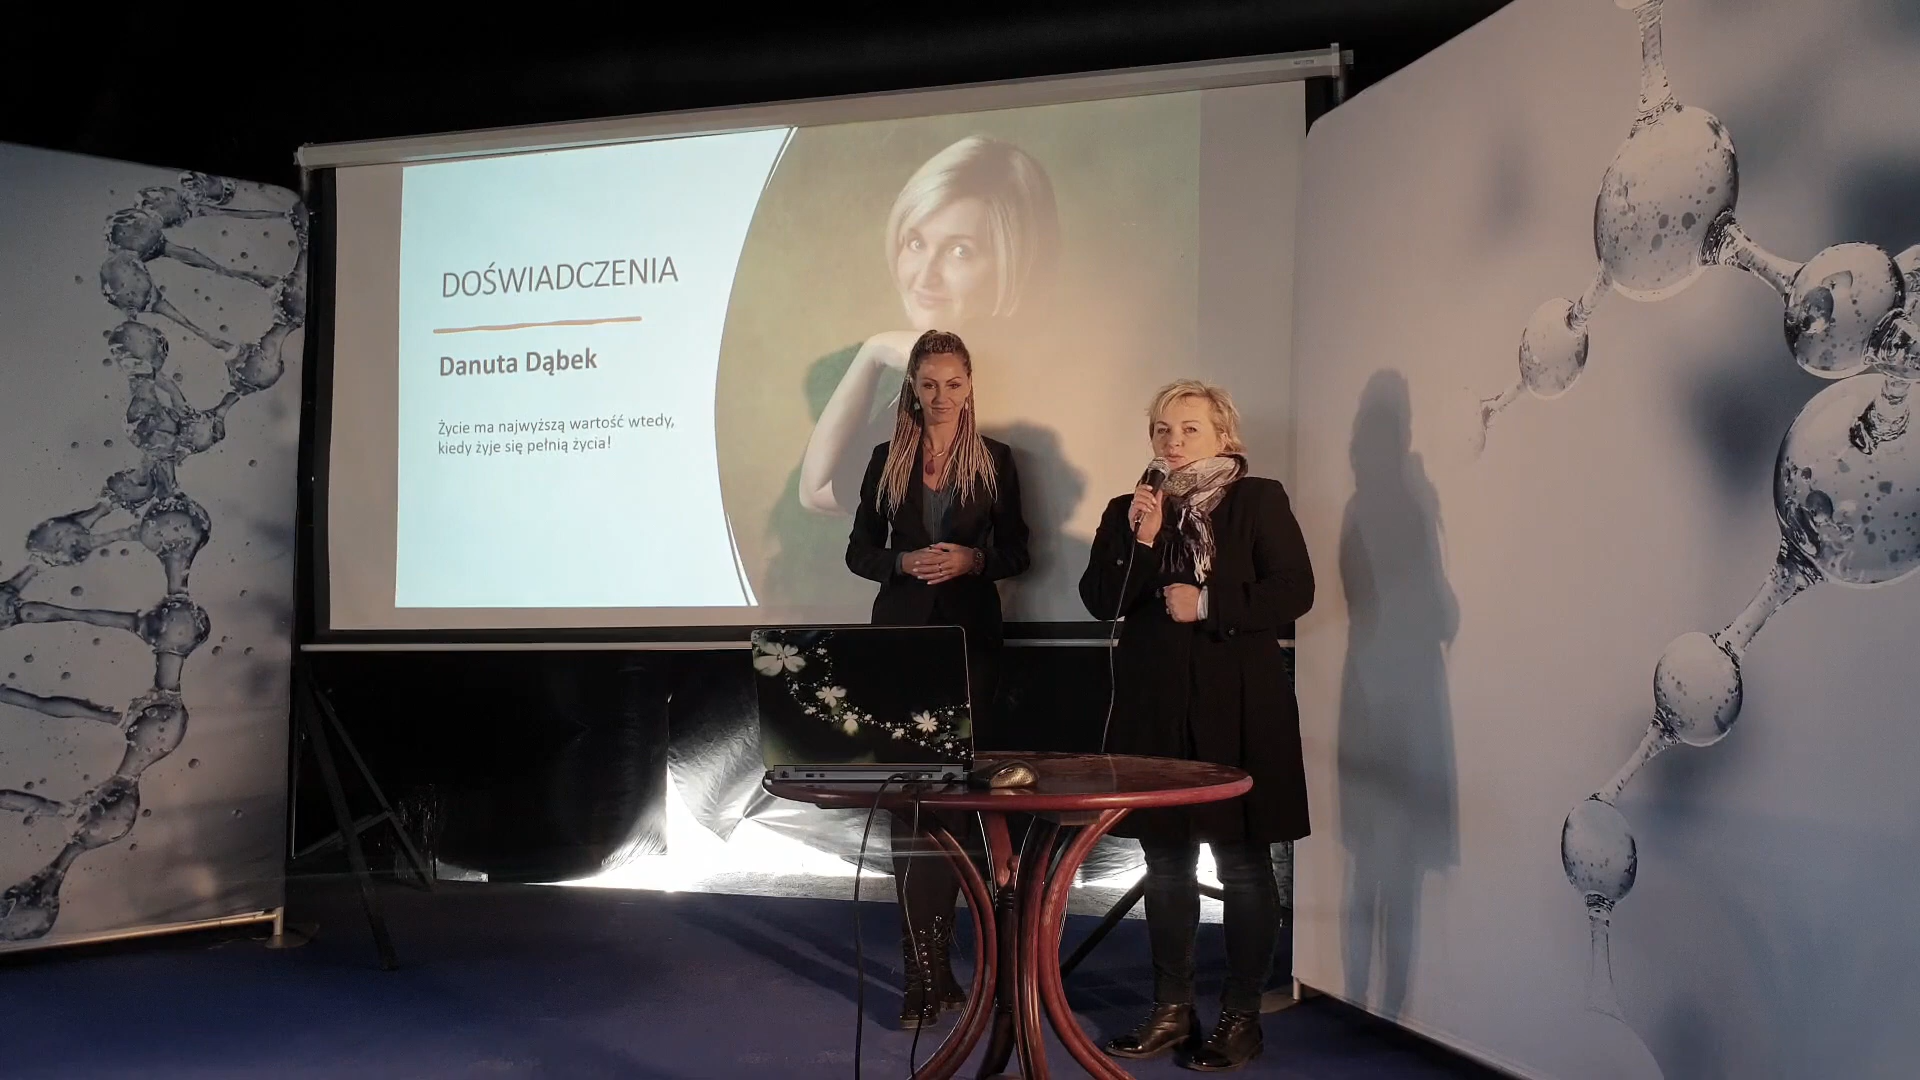 DOŚWIADCZENIA
Danuta Dąbek
Życie ma najwyższą wartość wtedy,
kiedy żyje się pełnią życia!